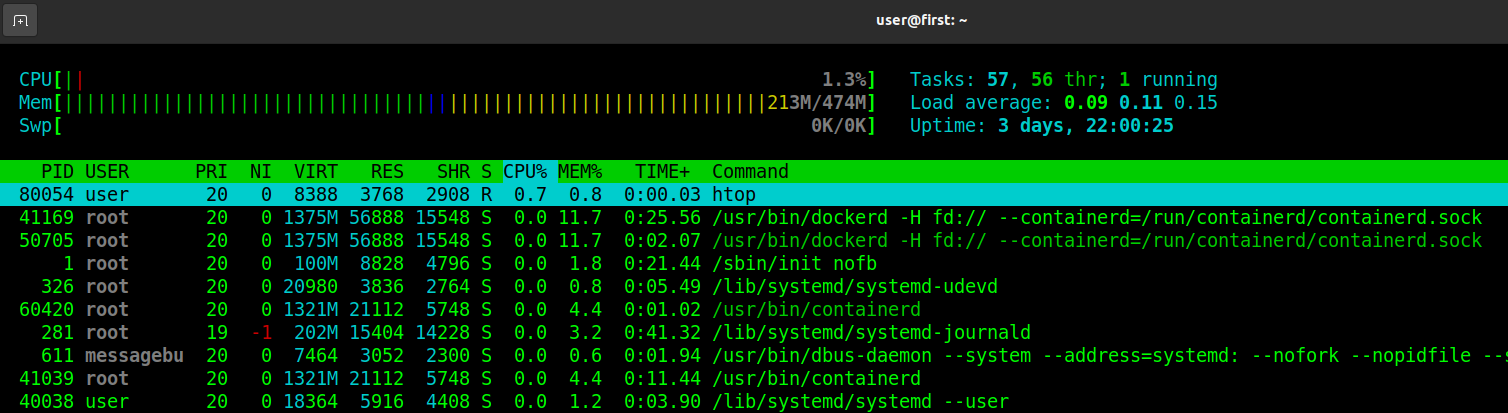 user@first: ~
CPU[|| 1.3%] Tasks: 57, 56 thr; 1 running
Mem[||||||||||||||||||||||||||||||||||||||||||||||||||||||||||||||||213M/474M] Load average: 0.09 0.11 0.15
Swp[ 0K/0K] Uptime: 3 days, 22:00:25
PID USER PRI NI VIRT RES SHR S CPU% MEM% TIME+ Command
80054 user 20 0 8388 3768 2908 R 0.7 0.8 0:00.03 htop
41169 root 20 0 1375M 56888 15548 S 0.0 11.7 0:25.56 /usr/bin/dockerd -H fd:// --containerd=/run/containerd/containerd.sock
50705 root 20 0 1375M 56888 15548 S 0.0 11.7 0:02.07 /usr/bin/dockerd -H fd:// --containerd=/run/containerd/containerd.sock
1 root 20 0 100M 8828 4796 S 0.0 1.8 0:21.44 /sbin/init nofb
326 root 20 0 20980 3836 2764 S 0.0 0.8 0:05.49 /lib/systemd/systemd-udevd
60420 root 20 0 1321M 21112 5748 S 0.0 4.4 0:01.02 /usr/bin/containerd
281 root 19 -1 202M 15404 14228 S 0.0 3.2 0:41.32 /lib/systemd/systemd-journald
611 messagebu 20 0 7464 3052 2300 S 0.0 0.6 0:01.94 /usr/bin/dbus-daemon --system --address=systemd: --nofork --nopidfile --s
41039 root 20 0 1321M 21112 5748 S 0.0 4.4 0:11.44 /usr/bin/containerd
40038 user 20 0 18364 5916 4408 S 0.0 1.2 0:03.90 /lib/systemd/systemd --user